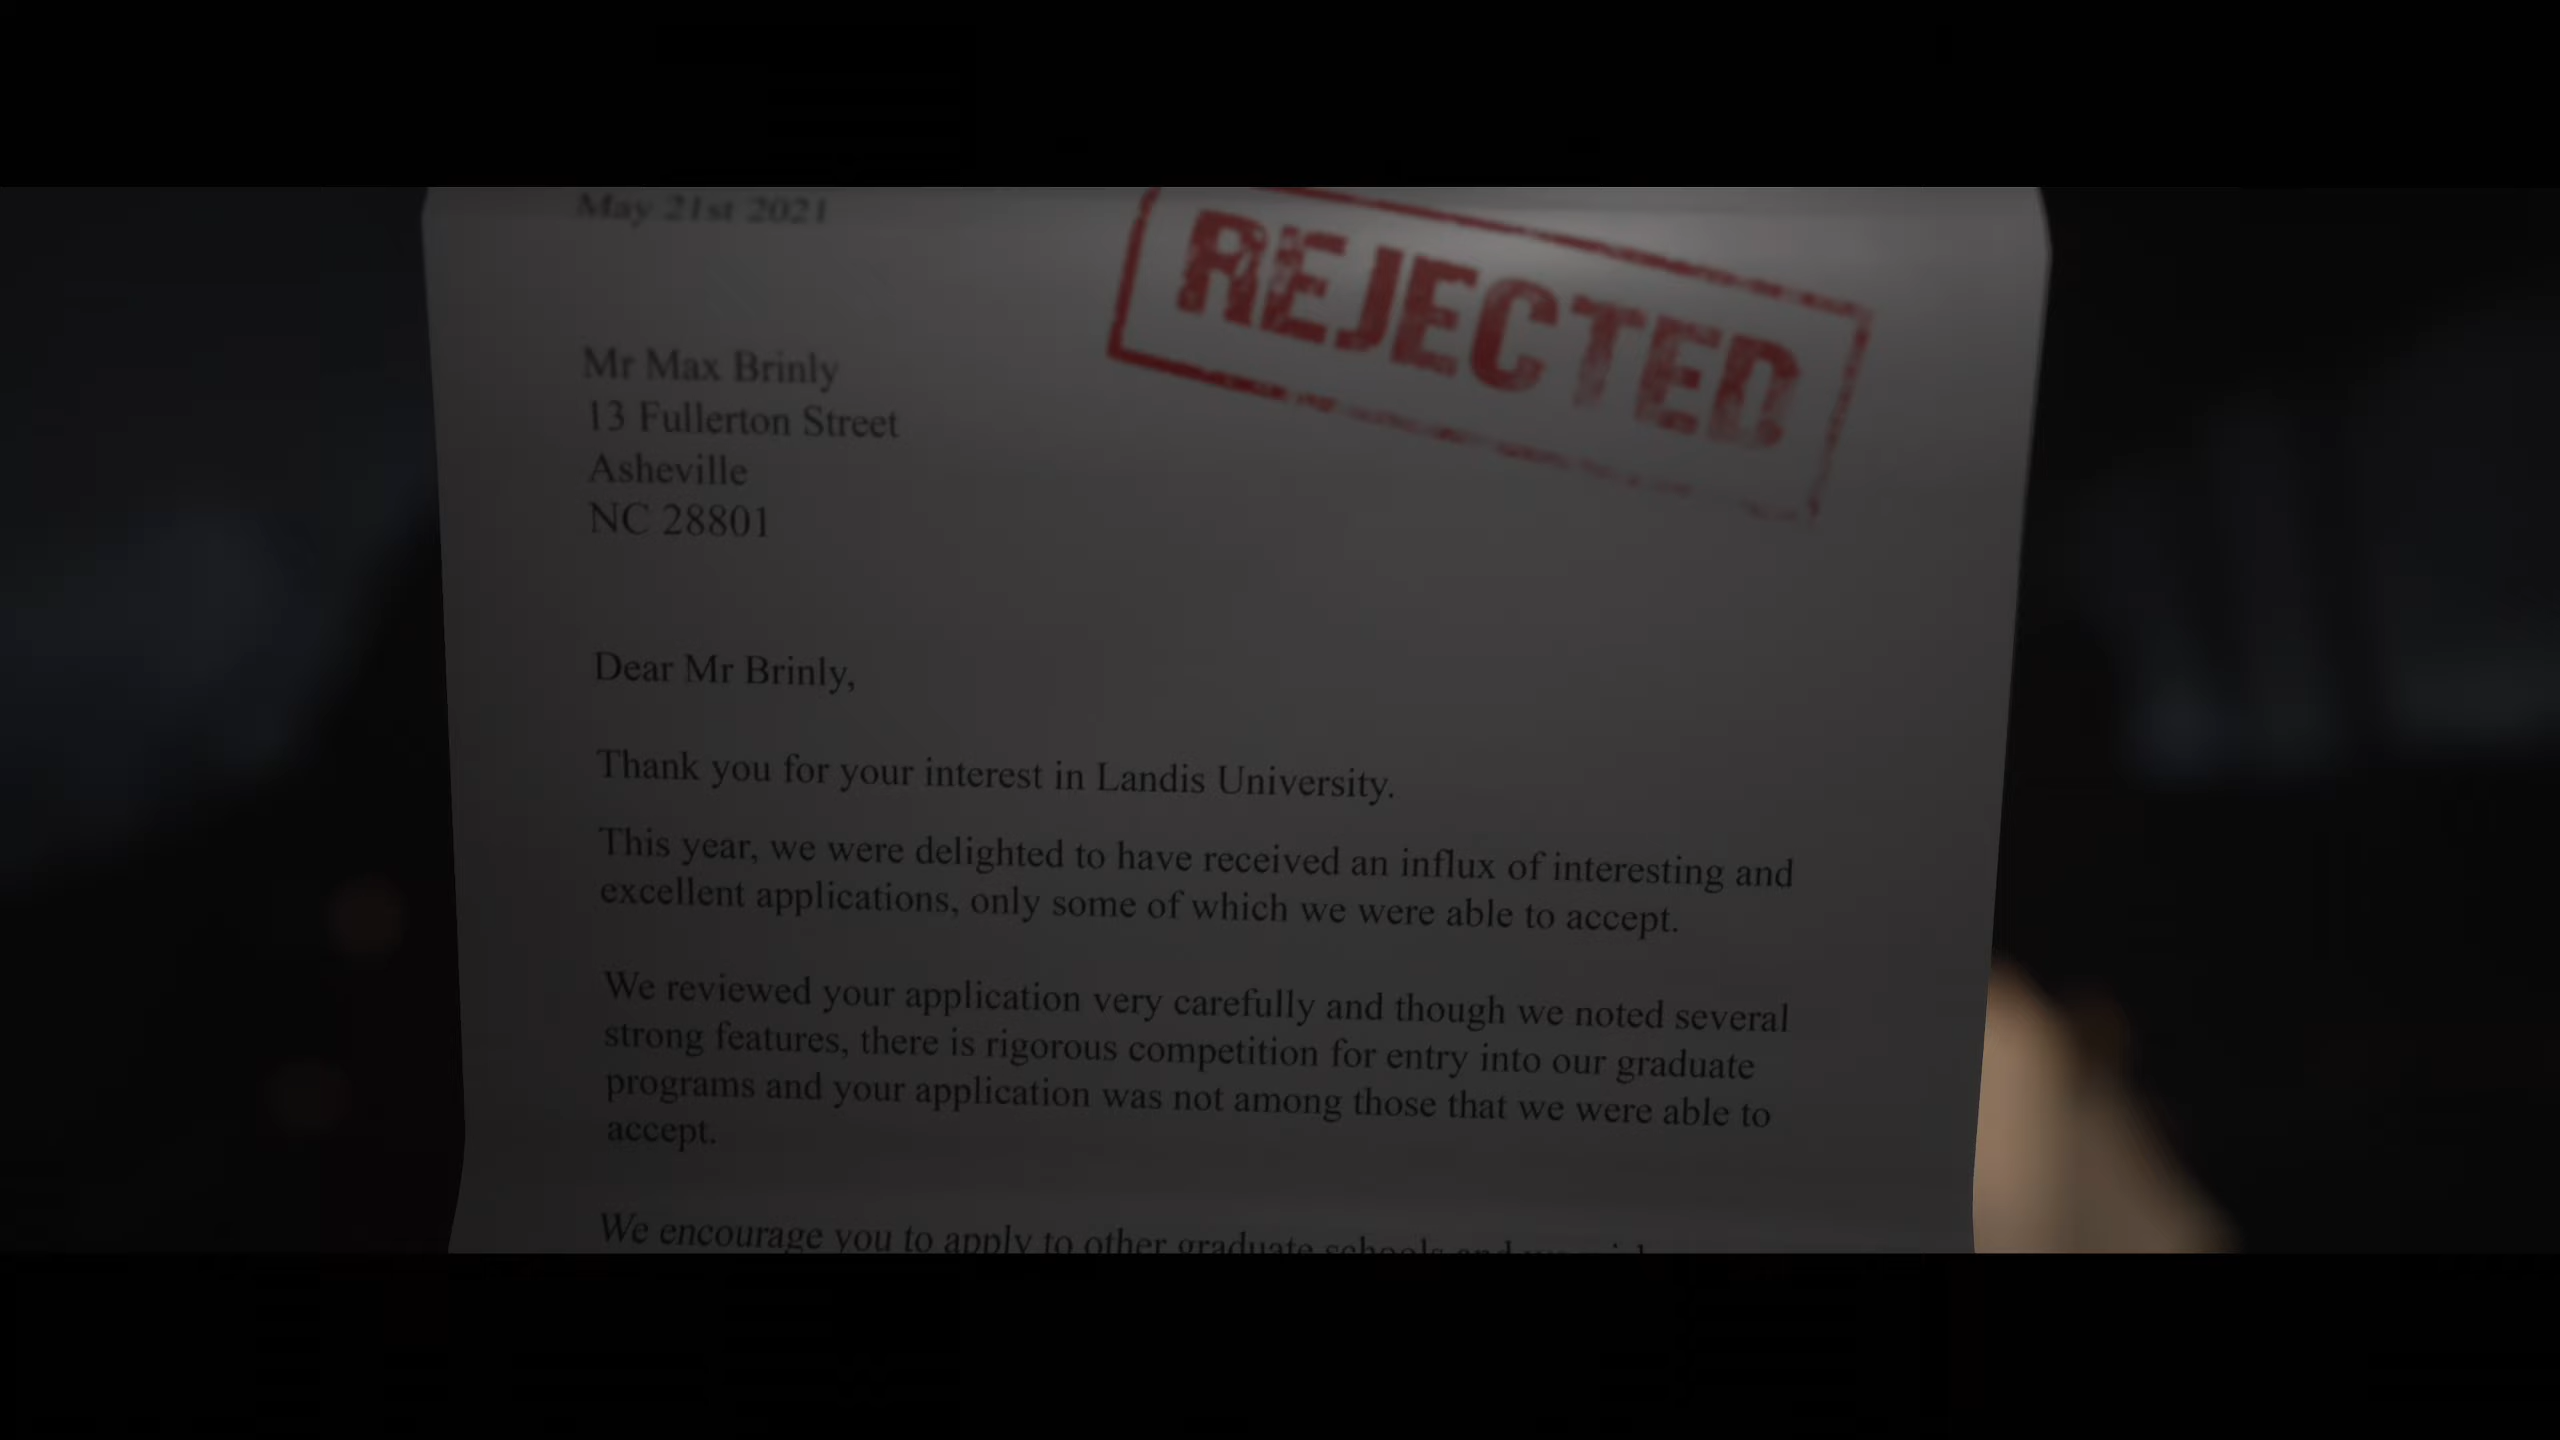 May 21st 2021
REJECTED
Mr Max Brinly
13 Fullerton Street
Asheville
NC 28801
Dear Mr Brinly,
Thank you for your interest in Landis University.
This year, we were delighted to have received an influx of interesting and
excellent applications, only some of which we were able to accept.
We reviewed your application very carefully and though we noted several
strong features, there is rigorous competition for entry into our graduate
programs and your application was not among those that we were able to
accept.
We encourage you to apply to other graduate schools and